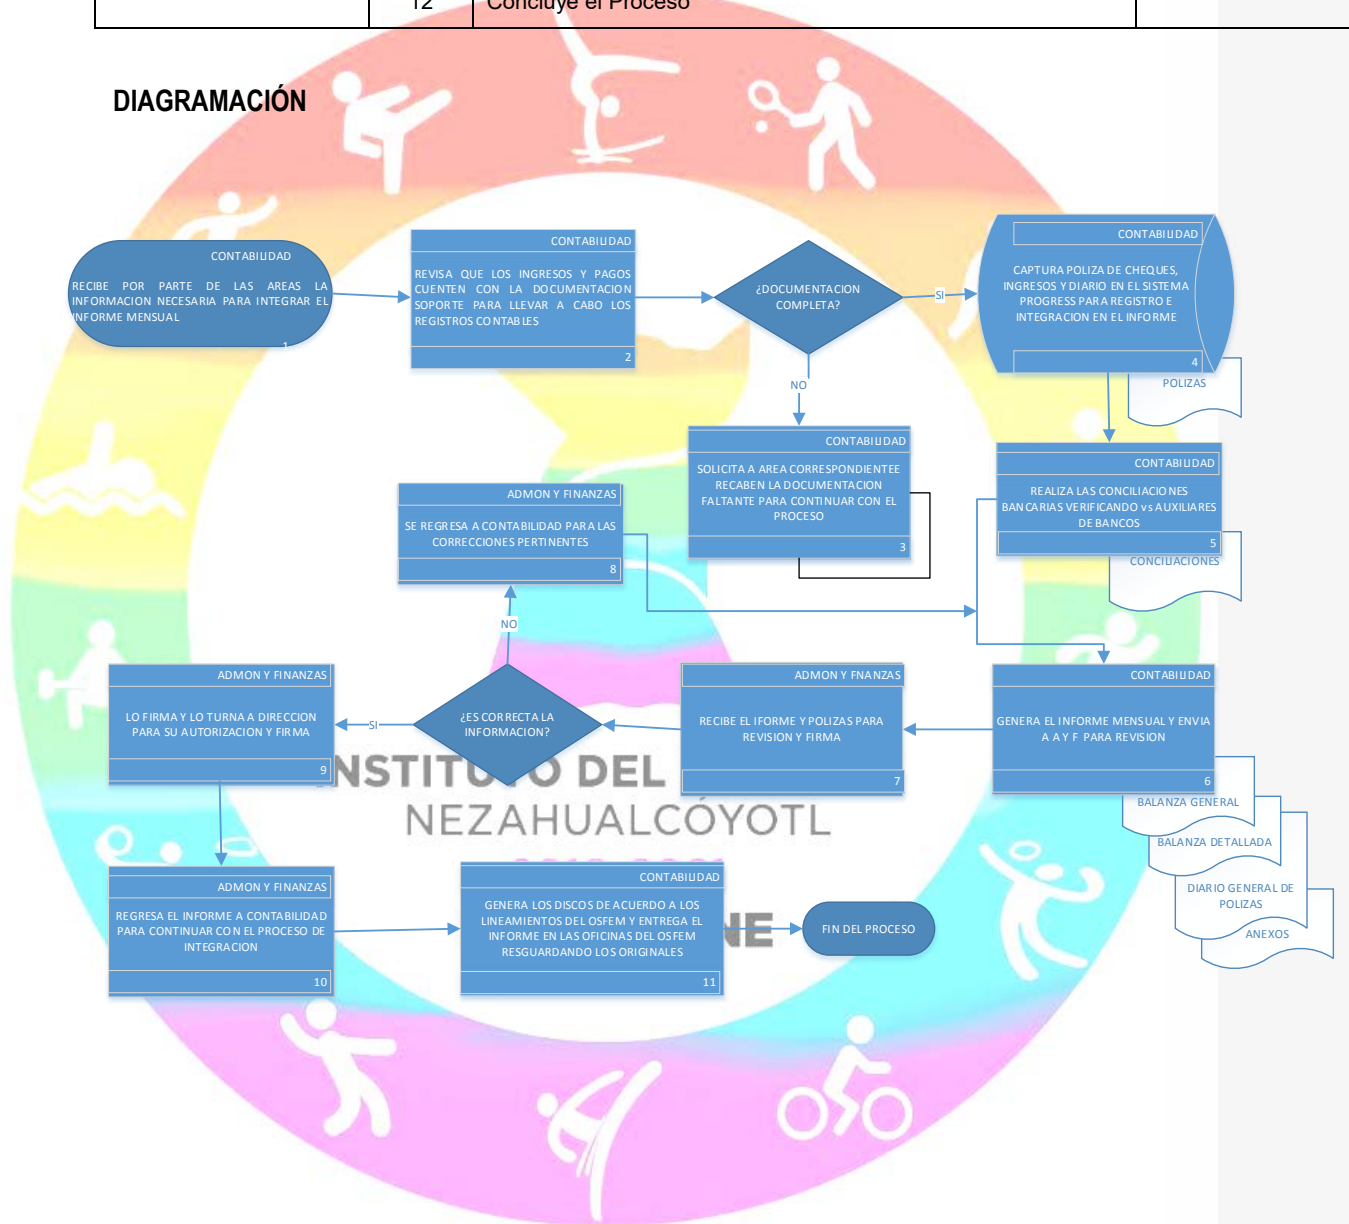 12
Concluye el Proceso
DIAGRAMACIÓN
CONTABILIDAD
RECIBE POR PARTE DE LAS AREAS LA
INFORMACION NECESARIA PARA INTEGRAR EL
INFORME MENSUAL
1
CONTABILIDAD
REVISA QUE LOS INGRESOS Y PAGOS
CUENTEN CON LA DOCUMENTACION
SOPORTE PARA LLEVAR A CABO LOS
REGISTROS CONTABLES
2
¿DOCUMENTACION
COMPLETA?
SI
NO
CONTABILIDAD
CAPTURA POLIZA DE CHEQUES,
INGRESOS Y DIARIO EN EL SISTEMA
PROGRESS PARA REGISTRO E
INTEGRACION EN EL INFORME
4
POLIZAS
CONTABILIDAD
SOLICITA A AREA CORRESPONDIENTEE
RECABEN LA DOCUMENTACION
FALTANTE PARA CONTINUAR CON EL
PROCESO
3
CONTABILIDAD
REALIZA LAS CONCILIACIONES
BANCARIAS VERIFICANDO vs AUXILIARES
DE BANCOS
5
CONCILIACIONES
ADMON Y FINANZAS
SE REGRESA A CONTABILIDAD PARA LAS
CORRECCIONES PERTINENTES
8
NO
ADMON Y FINANZAS
LO FIRMA Y LO TURNA A DIRECCION
PARA SU AUTORIZACION Y FIRMA
9
SI
¿ES CORRECTA LA
INFORMACION?
ADMON Y FNANZAS
RECIBE EL IFORME Y POLIZAS PARA
REVISION Y FIRMA
7
CONTABILIDAD
GENERA EL INFORME MENSUAL Y ENVIA
A A Y F PARA REVISION
6
BALANZA GENERAL
BALANZA DETALLADA
DIARIO GENERAL DE
POLIZAS
ANEXOS
DEL
NEZAHUALCÓYOTL
ADMON Y FINANZAS
REGRESA EL INFORME A CONTABILIDAD
PARA CONTINUAR CON EL PROCESO DE
INTEGRACION
10
CONTABILIDAD
GENERA LOS DISCOS DE ACUERDO A LOS
LINEAMIENTOS DEL OSFEM Y ENTREGA EL
INFORME EN LAS OFICINAS DEL OSFEM
RESGUARDANDO LOS ORIGINALES
11
FIN DEL PROCESO